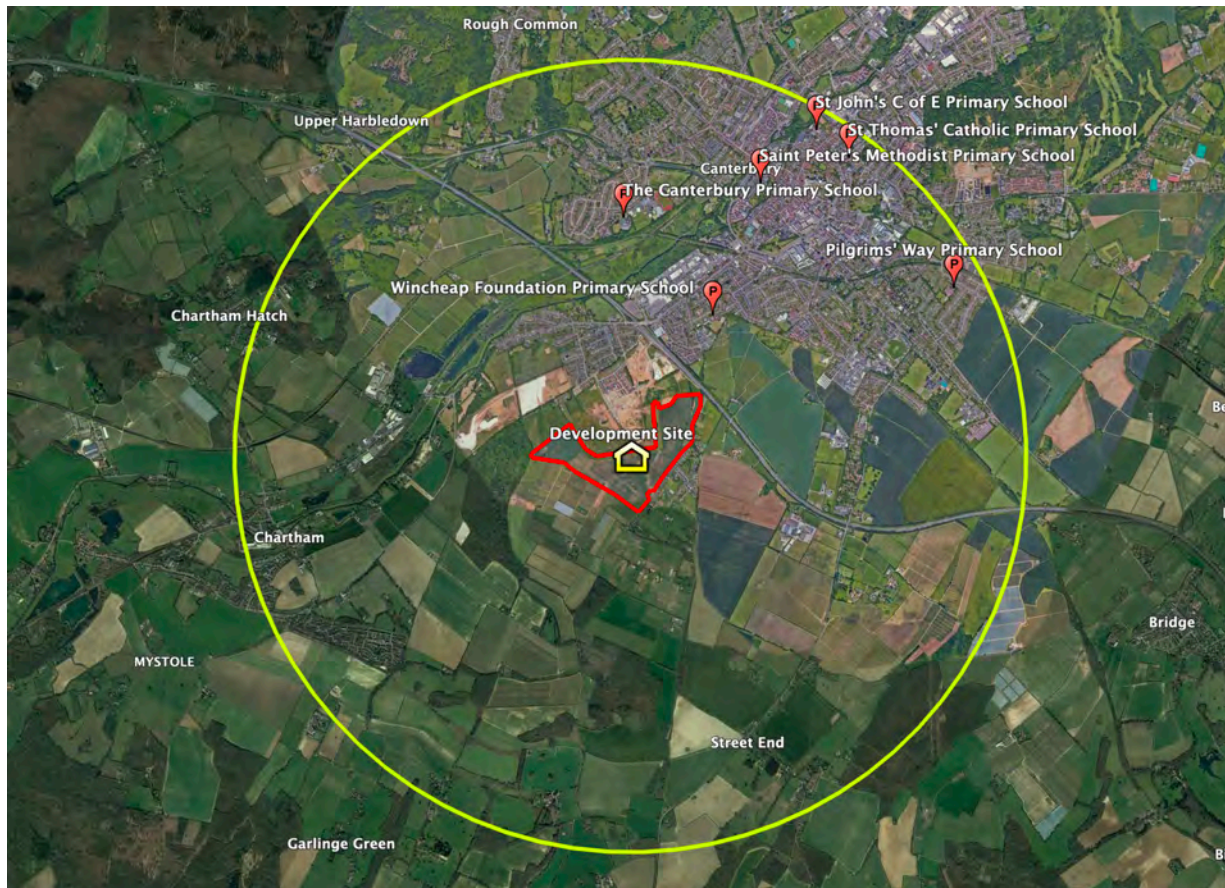 Rough Common
St John's C of E Primary School
Upper Harbledown
St Thomas' Catholic Primary School
Saint Peter's Methodist Primary School
Canterbury
The Canterbury Primary School
Pilgrims' Way Primary School
P
Wincheap Foundation Primary School
P
Chartham Hatch
Development Site
Chartham
Bridge
MYSTOLE
Street End
Garlinge Green